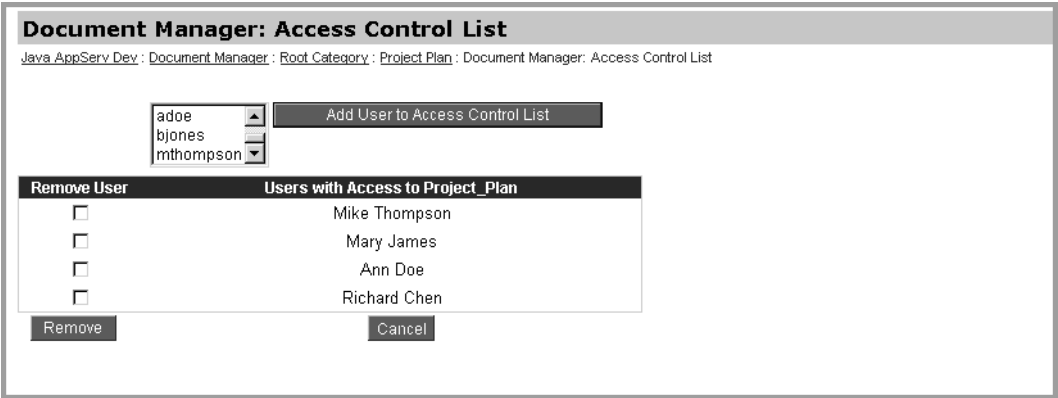 Document Manager: Access Control List
Java AppServ Dev : Document Manager : Root Category : Project Plan : Document Manager: Access Control List
adoe
Add User to Access Control List
bjones
mthompson
Remove User Users with Access to Project_Plan
Mike Thompson
Mary James
Ann Doe
Richard Chen
Remove Cancel